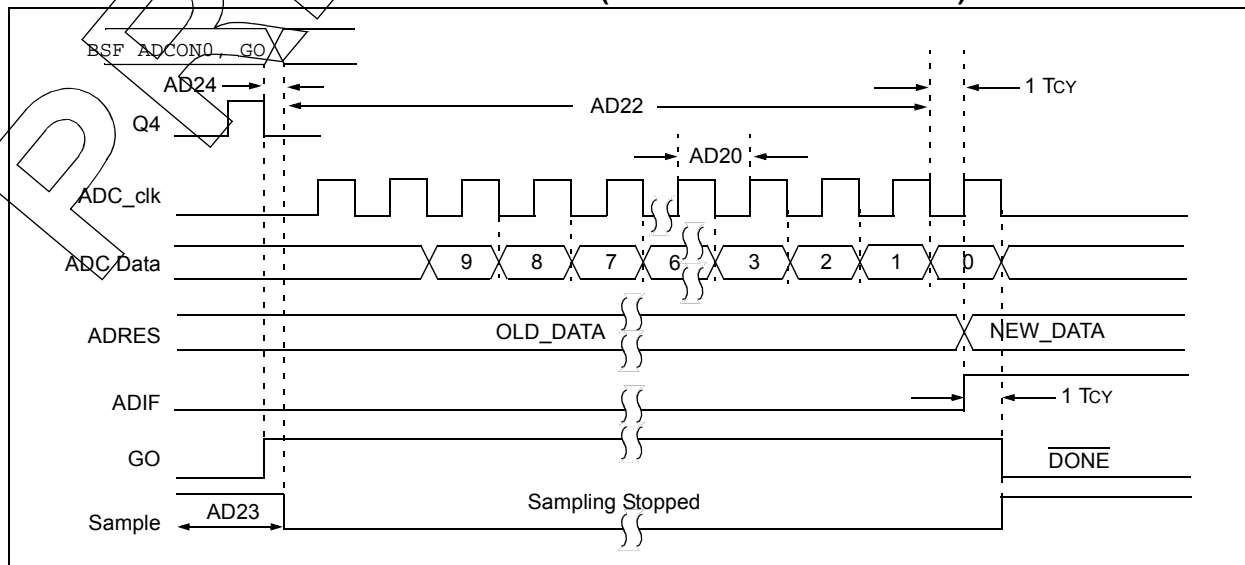 BSF ADCON0, GO
AD24
1 TCY
AD22
Q4
AD20
ADC_clk
ADC Data 9 8 7 6 3 2 1 0
ADRES OLD_DATA NEW_DATA
ADIF 1 TCY
GO DONE
Sample AD23 Sampling Stopped